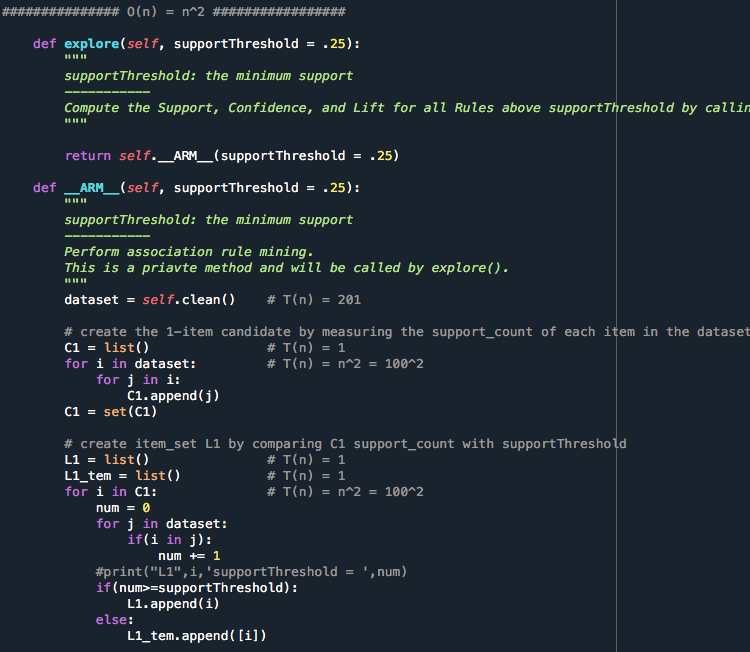 ############### O(n) = n^2 #################
def explore(self, supportThreshold = .25):
"""
supportThreshold: the minimum support
-----------
Compute the Support, Confidence, and Lift for all Rules above supportThreshold by callin
"""
return self.__ARM__(supportThreshold = .25)
def __ARM__(self, supportThreshold = .25):
"""
supportThreshold: the minimum support
-----------
Perform association rule mining.
This is a priavte method and will be called by explore().
"""
dataset = self.clean()    # T(n) = 201
# create the 1-item candidate by measuring the support_count of each item in the dataset
C1 = list()               # T(n) = 1
for i in dataset:         # T(n) = n^2 = 100^2
for j in i:
C1.append(j)
C1 = set(C1)
# create item_set L1 by comparing C1 support_count with supportThreshold
L1 = list()               # T(n) = 1
L1_tem = list()           # T(n) = 1
for i in C1:              # T(n) = n^2 = 100^2
num = 0
for j in dataset:
if(i in j):
num += 1
#print("L1",i,'supportThreshold = ',num)
if(num>=supportThreshold):
L1.append(i)
else:
L1_tem.append([i])